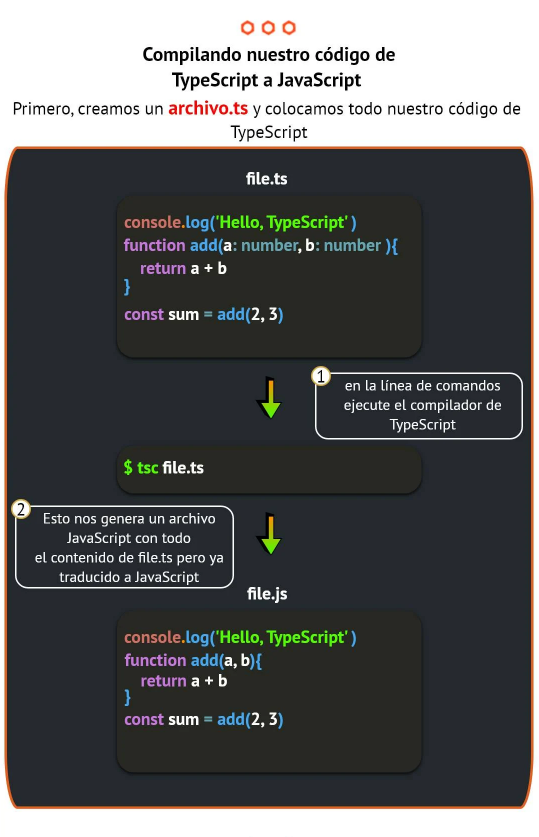 Compilando nuestro código de
TypeScript a JavaScript
Primero, creamos un archivo.ts y colocamos todo nuestro código de
TypeScript
file.ts
console.log('Hello, TypeScript' )
function add(a: number, b: number ){
return a + b
}
const sum = add(2, 3)
1
en la línea de comandos
ejecute el compilador de
TypeScript
$ tsc file.ts
2
Esto nos genera un archivo
JavaScript con todo
el contenido de file.ts pero ya
traducido a JavaScript
file.js
console.log('Hello, TypeScript' )
function add(a, b){
return a + b
}
const sum = add(2, 3)